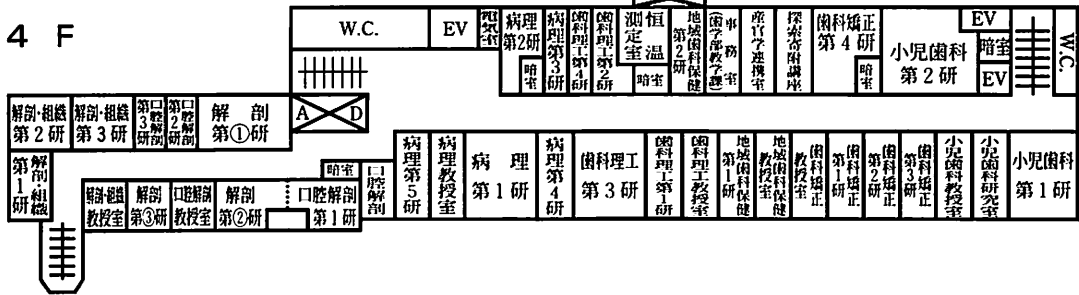 4 F
W.C.
EV
電気室
病理
第2研
暗室
病理第3研
歯科理工第4研
歯科理工第2研
恒温
測定室
暗室
地域歯科保健
第2研
事務室
(歯学部教学課)
産官学連携室
探索寄附講座
歯科矯正
第4研
暗室
小児歯科
第2研
EV
暗室
EV
W.C.
解剖・組織
第2研
解剖・組織
第3研
口腔解剖
第3研
口腔解剖
第2研
解剖
第①研
A D
解剖・組織
第1研
解剖・組織
教授室
解剖
第③研
口腔解剖
教授室
解剖
第②研
口腔解剖
第1研
暗室
口腔解剖
病理第5研
病理教授室
病理
第1研
病理第4研
歯科理工
第3研
歯科理工第1研
歯科理工教授室
地域歯科保健
第1研
地域歯科保健
教授室
歯科矯正
教授室
歯科矯正
第1研
歯科矯正
第2研
歯科矯正
第3研
小児歯科教授室
小児歯科研究室
小児歯科
第1研